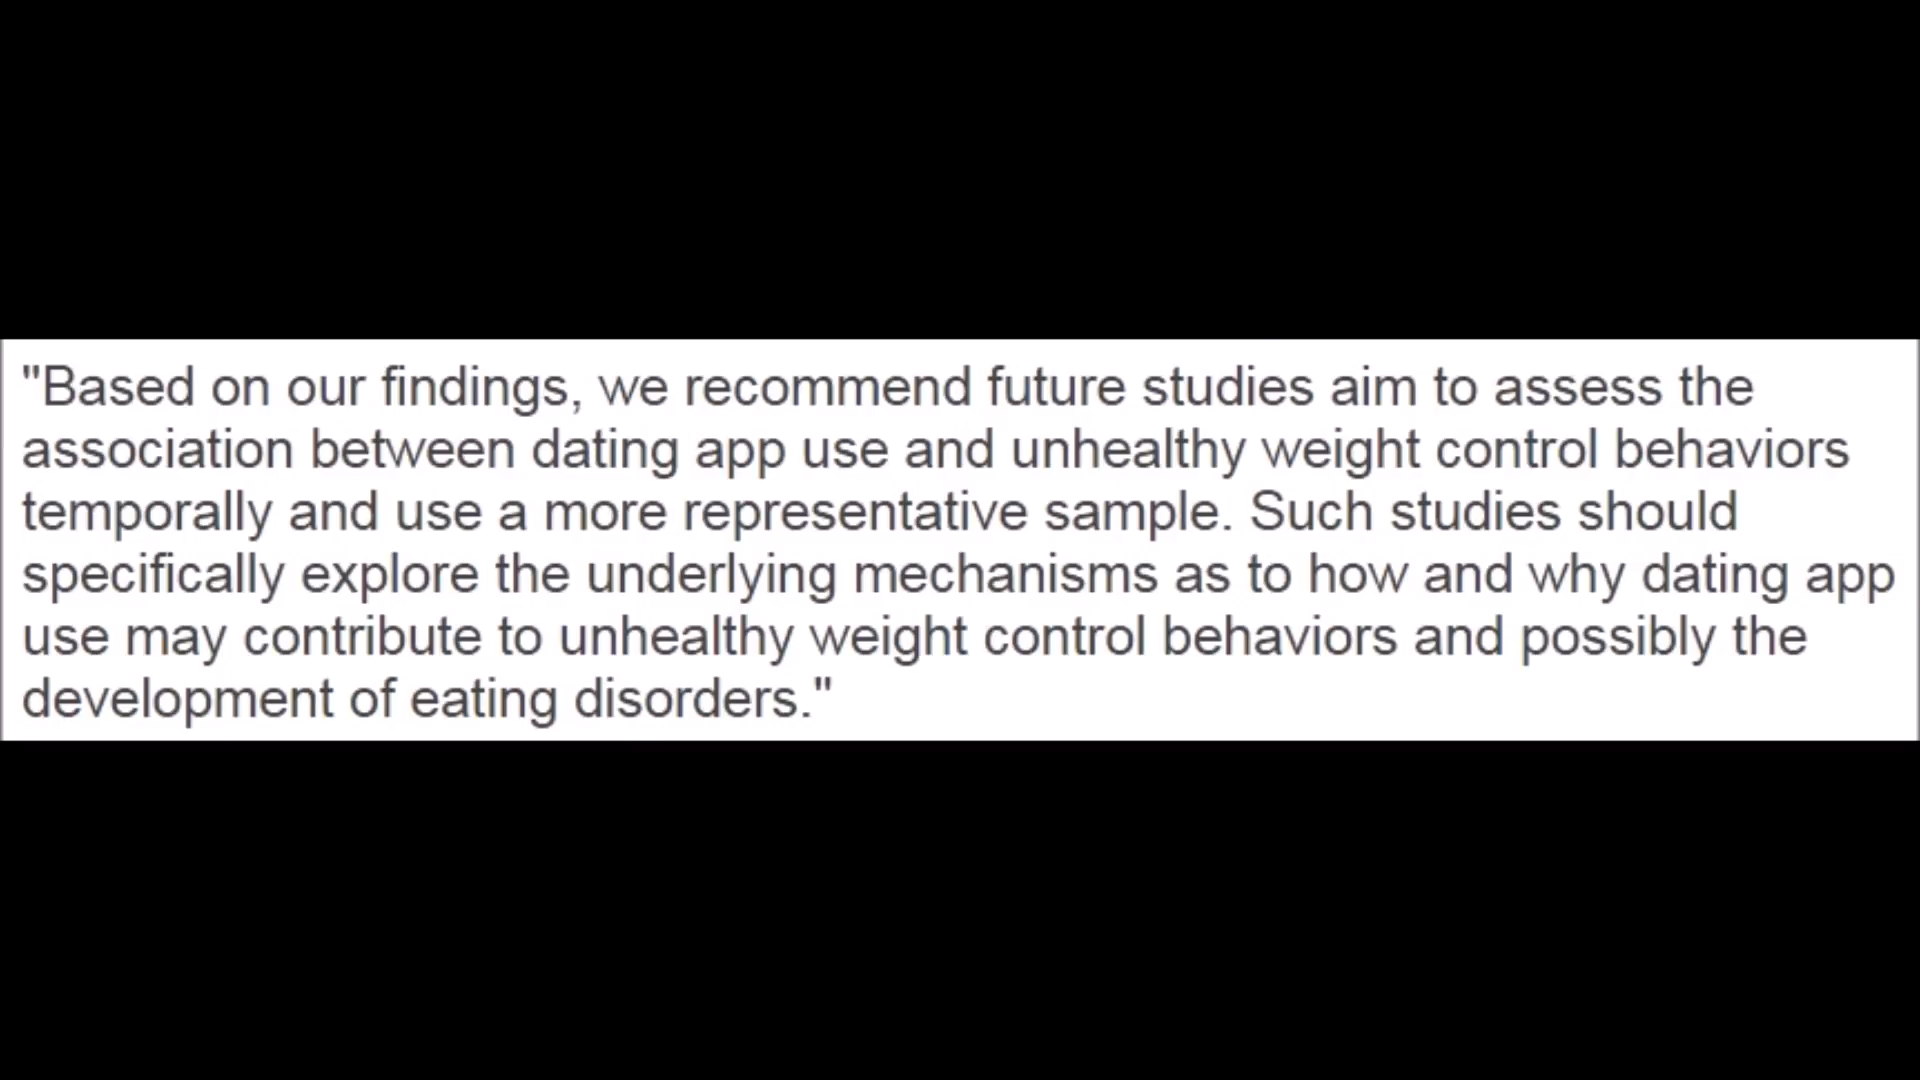 "Based on our findings, we recommend future studies aim to assess the
association between dating app use and unhealthy weight control behaviors
temporally and use a more representative sample. Such studies should
specifically explore the underlying mechanisms as to how and why dating app
use may contribute to unhealthy weight control behaviors and possibly the
development of eating disorders."